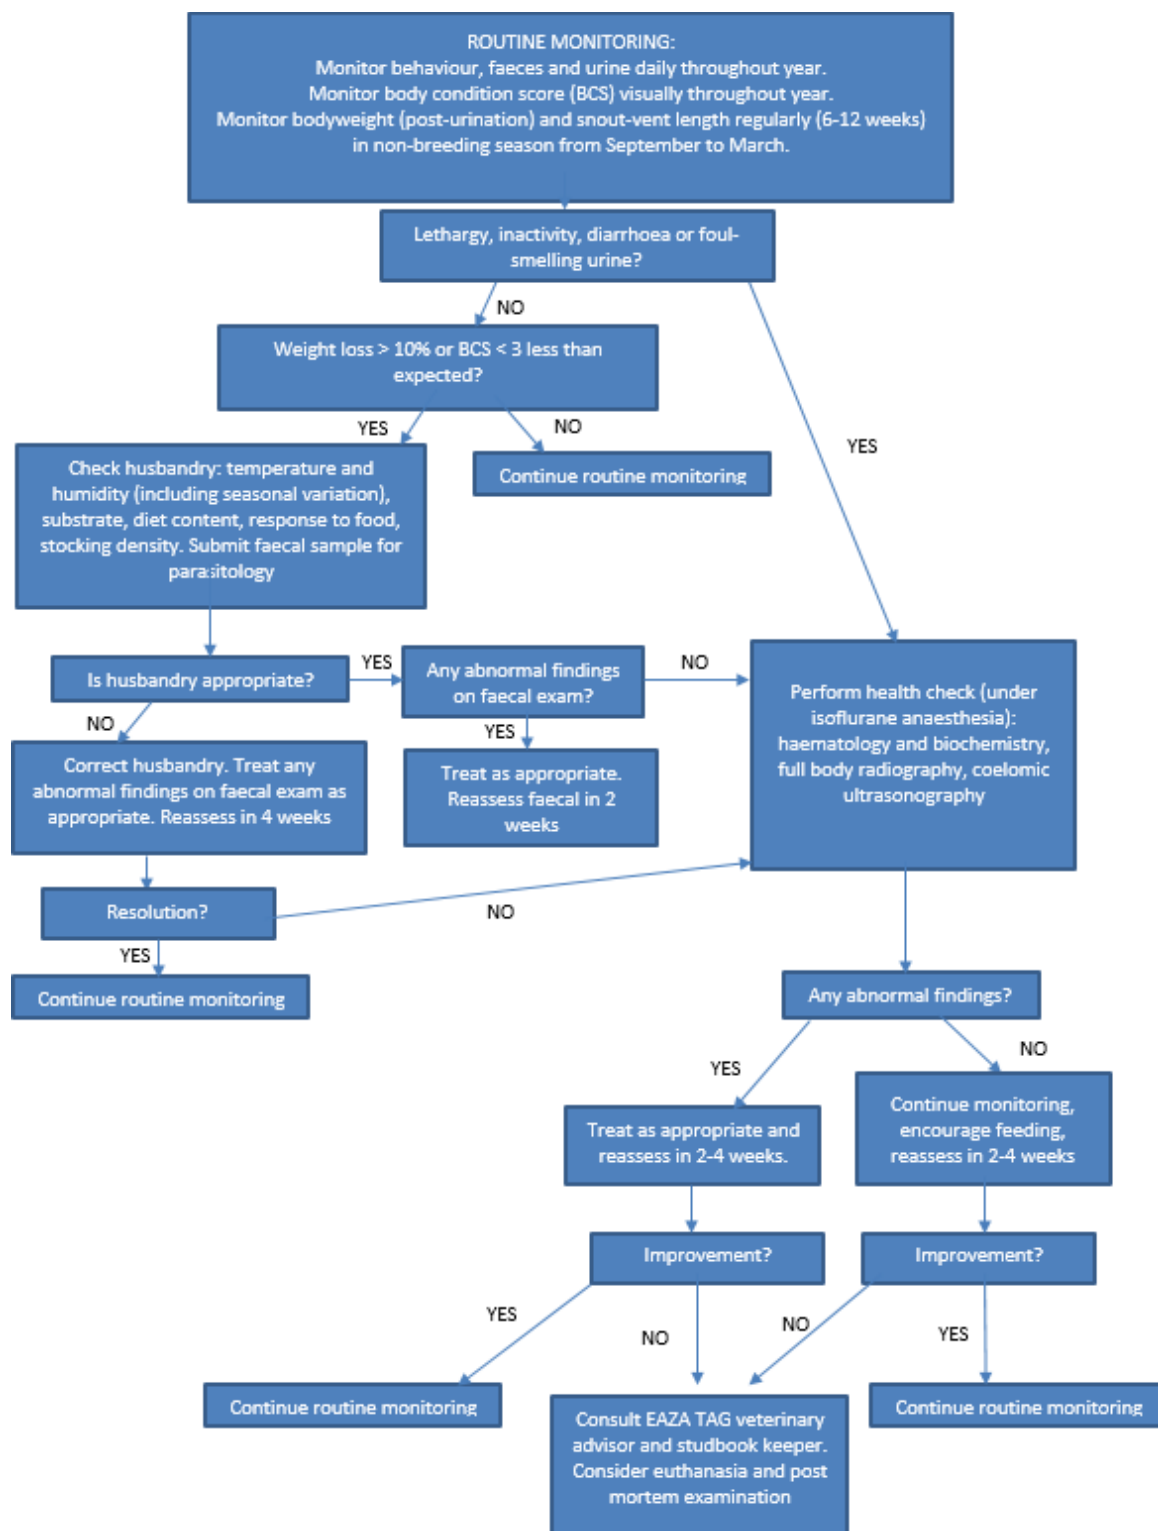 ROUTINE MONITORING:
Monitor behaviour, faeces and urine daily throughout year.
Monitor body condition score (BCS) visually throughout year.
Monitor bodyweight (post-urination) and snout-vent length regularly (6-12 weeks)
in non-breeding season from September to March.
Lethargy, inactivity, diarrhoea or foul-
smelling urine?
NO
YES
Weight loss > 10% or BCS < 3 less than
expected?
YES
NO
Check husbandry: temperature and
humidity (including seasonal variation),
substrate, diet content, response to food,
stocking density. Submit faecal sample for
parasitology
Continue routine monitoring
Is husbandry appropriate?
YES
Any abnormal findings
on faecal exam?
NO
Perform health check (under
isoflurane anaesthesia):
haematology and biochemistry,
full body radiography, coelomic
ultrasonography
NO
YES
Correct husbandry. Treat any
abnormal findings on faecal exam as
appropriate. Reassess in 4 weeks
Treat as appropriate.
Reassess faecal in 2
weeks
Resolution?
NO
YES
Continue routine monitoring
Any abnormal findings?
YES
NO
Treat as appropriate and
reassess in 2-4 weeks.
Continue monitoring,
encourage feeding,
reassess in 2-4 weeks
Improvement?
Improvement?
YES
NO
NO
YES
Continue routine monitoring
Consult EAZA TAG veterinary
advisor and studbook keeper.
Consider euthanasia and post
mortem examination
Continue routine monitoring